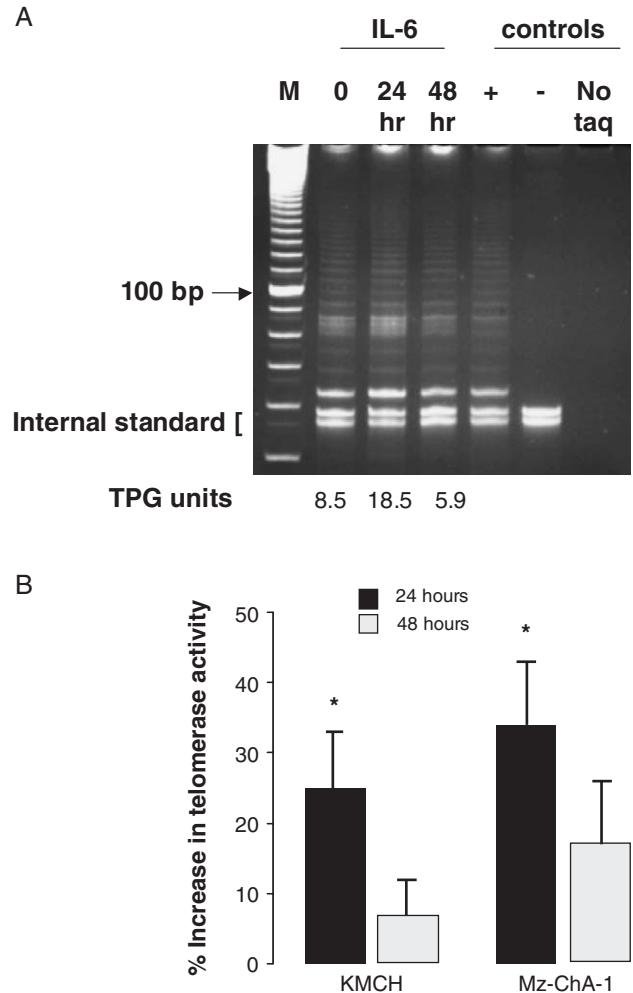 A
IL-6 controls
M 0 24 hr 48 hr + - No taq
100 bp
Internal standard [
TPG units 8.5 18.5 5.9
B
% Increase in telomerase activity
24 hours
48 hours
50
40
30
20
10
0
*
*
KMCH Mz-ChA-1